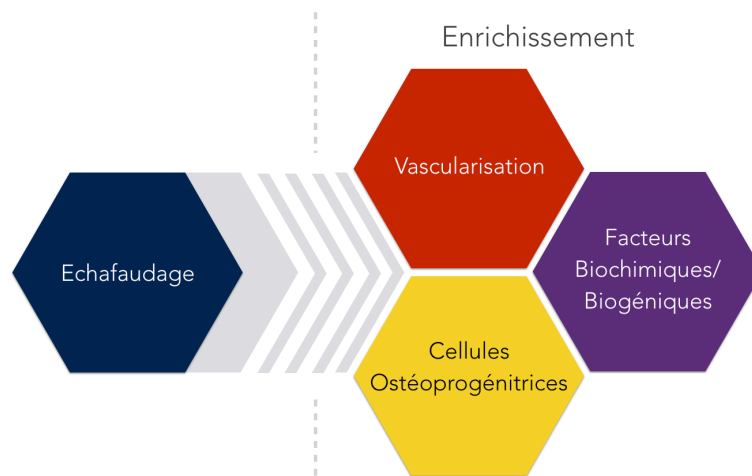 Enrichissement
Vascularisation
Echafaudage
Facteurs
Biochimiques/
Biogéniques
Cellules
Ostéoprogénitrices